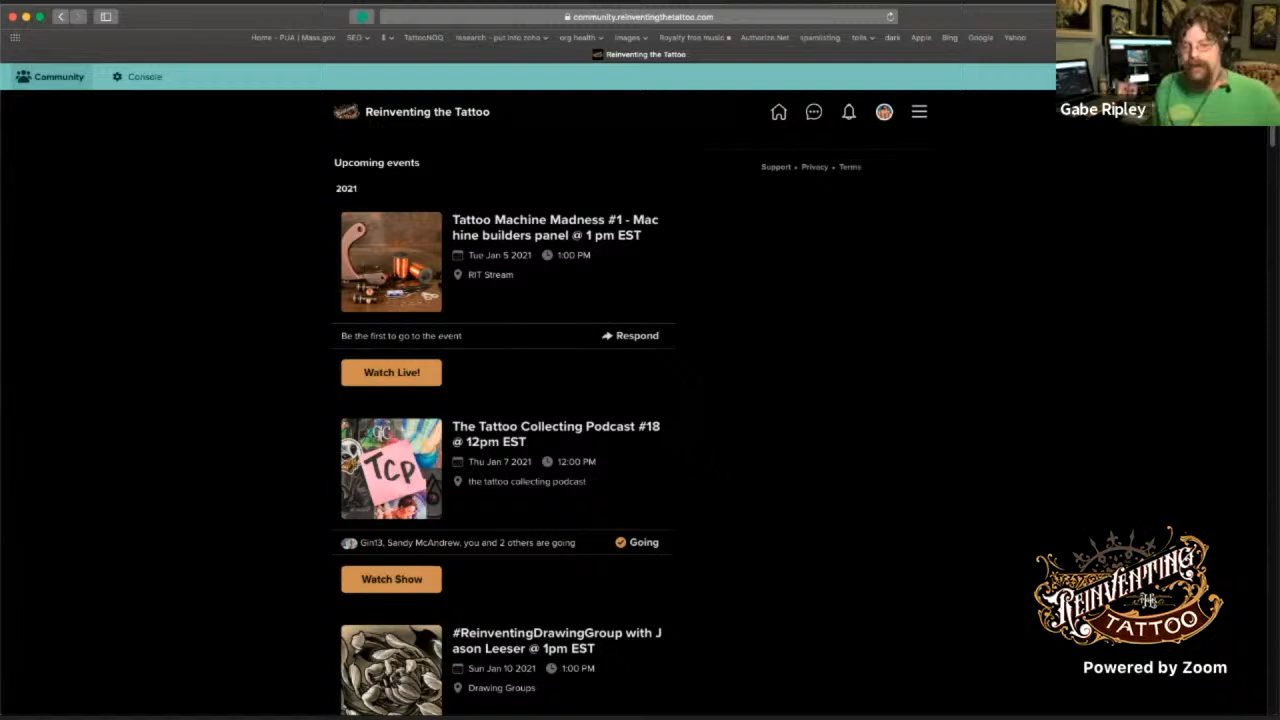 community.reinventingthetattoo.com
Home - PUA | Mass.gov SEO TattooNOW research - put into zoho org health images Royalty free music Authorize.Net spamlisting tolls dark Apple Bing Google Yahoo
Reinventing the Tattoo
Community Console
Gabe Ripley
Reinventing the Tattoo
Upcoming events
Support • Privacy • Terms
2021
Tattoo Machine Madness #1 - Mac
hine builders panel @ 1 pm EST
Tue Jan 5 2021 1:00 PM
RIT Stream
Be the first to go to the event Respond
Watch Live!
The Tattoo Collecting Podcast #18
@ 12pm EST
Thu Jan 7 2021 12:00 PM
the tattoo collecting podcast
TCP
Gin13, Sandy McAndrew, you and 2 others are going Going
Watch Show
#ReinventingDrawingGroup with J
ason Leeser @ 1pm EST
Sun Jan 10 2021 1:00 PM
Drawing Groups
REINVENTING
THE
TATTOO
Powered by Zoom